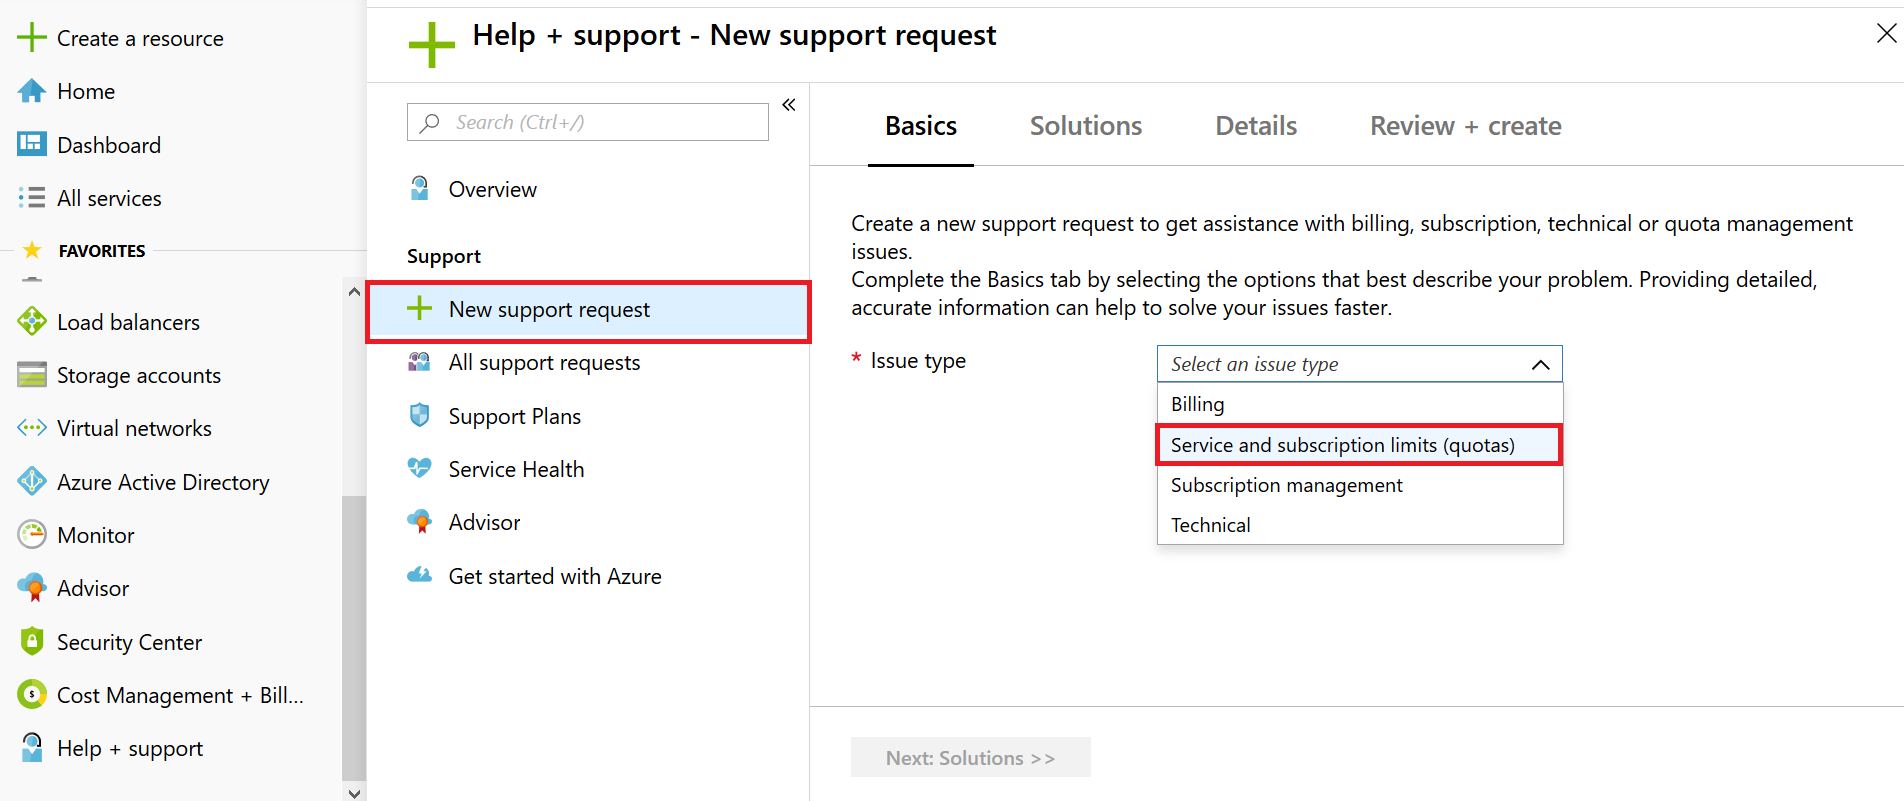 Create a resource
Home
Dashboard
All services
FAVORITES
Load balancers
Storage accounts
Virtual networks
Azure Active Directory
Monitor
Advisor
Security Center
Cost Management + Bill...
Help + support
Help + support - New support request
Search (Ctrl+/)
Overview
Support
New support request
All support requests
Support Plans
Service Health
Advisor
Get started with Azure
Basics
Solutions
Details
Review + create
Create a new support request to get assistance with billing, subscription, technical or quota management
issues.
Complete the Basics tab by selecting the options that best describe your problem. Providing detailed,
accurate information can help to solve your issues faster.
* Issue type
Select an issue type
Billing
Service and subscription limits (quotas)
Subscription management
Technical
Next: Solutions >>